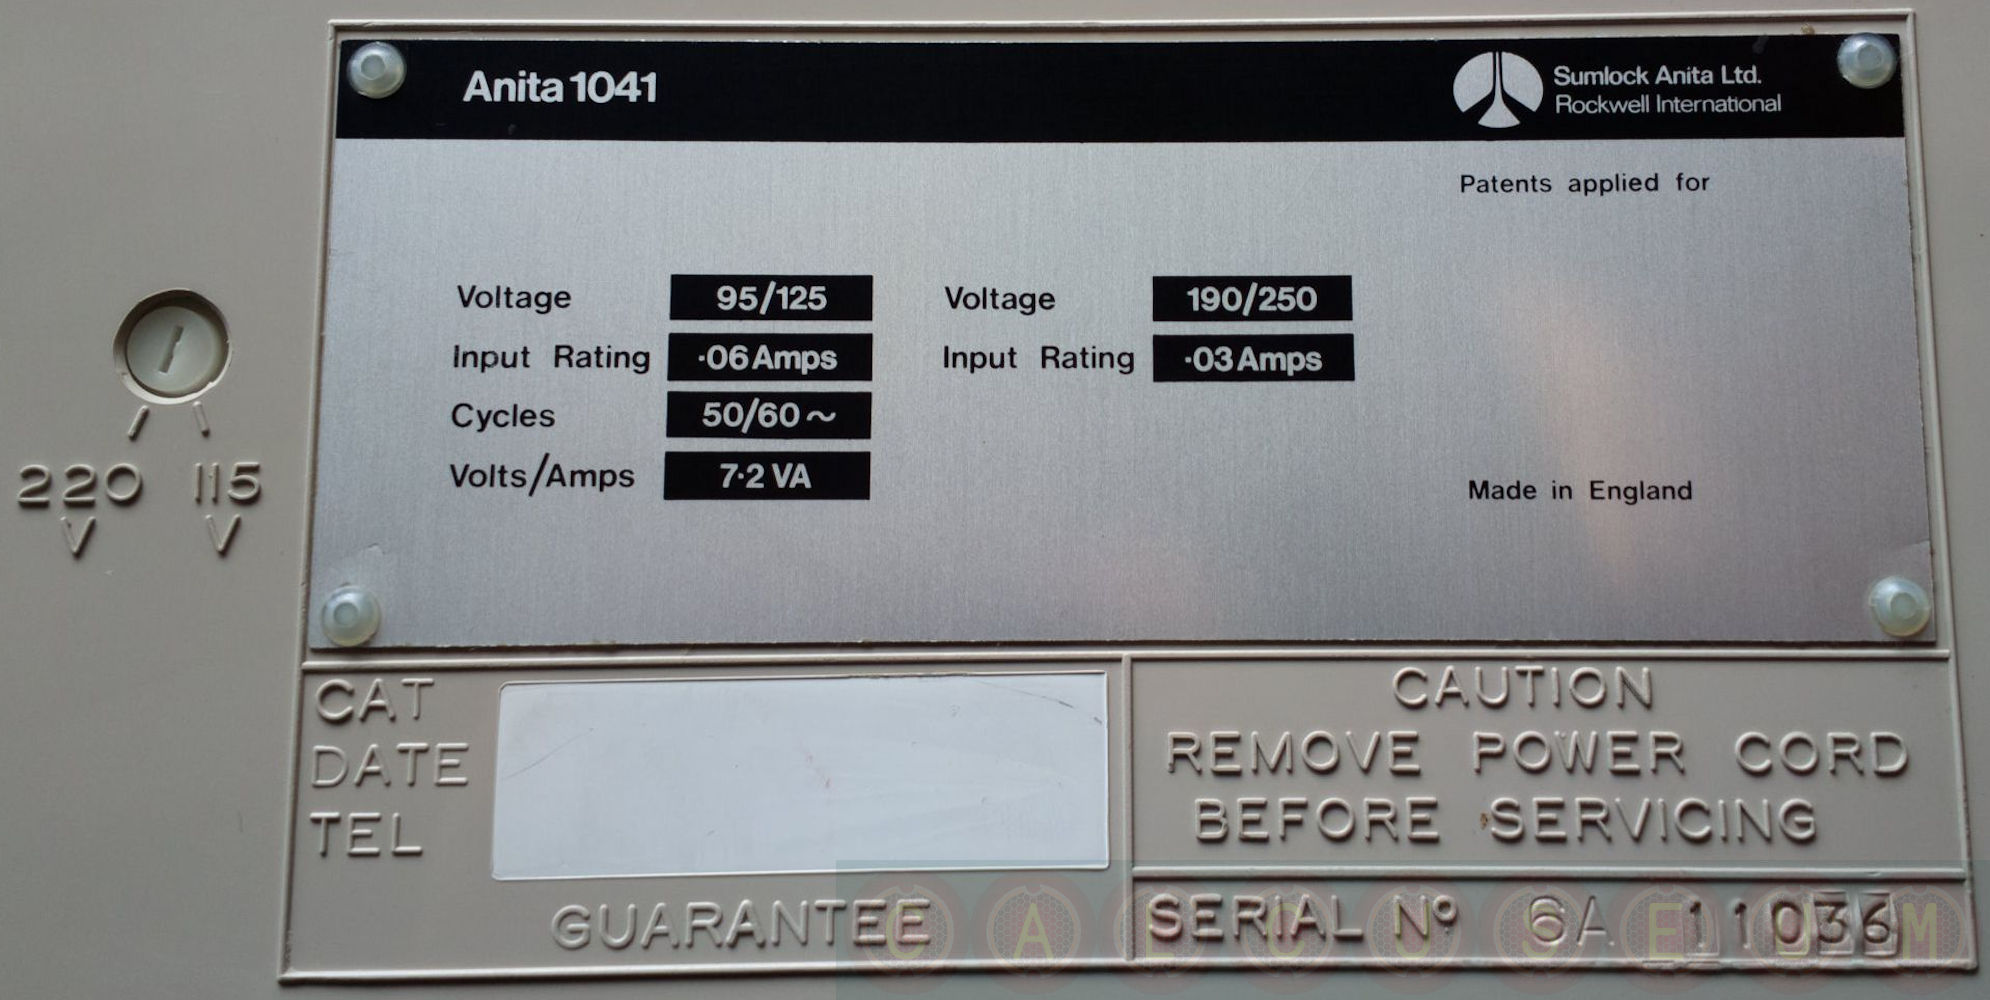 Anita 1041
Sumlock Anita Ltd.
Rockwell International
Patents applied for
Voltage 95/125 Voltage 190/250
Input Rating ·06 Amps Input Rating ·03 Amps
Cycles 50/60 ~
Volts/Amps 7·2 VA
Made in England
220 115
V V
CAT
DATE
TEL
GUARANTEE
CAUTION
REMOVE POWER CORD
BEFORE SERVICING
SERIAL Nº 6A 11036
CALCUSEUM